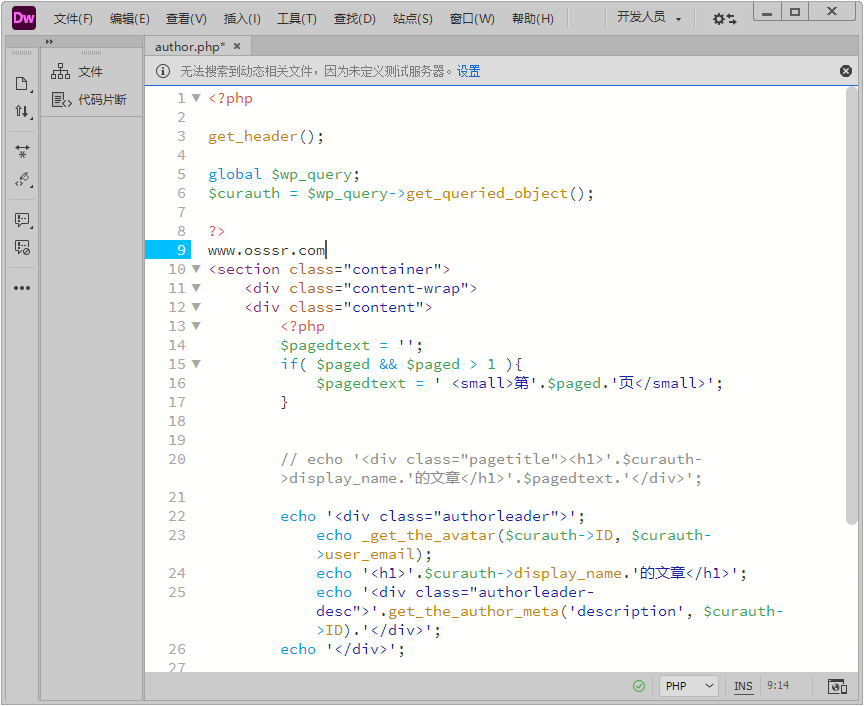 Dw 文件(F) 编辑(E) 查看(V) 插入(I) 工具(T) 查找(D) 站点(S) 窗口(W) 帮助(H) 开发人员
author.php*
文件
代码片断
无法搜索到动态相关文件，因为未定义测试服务器。设置
1 <?php
2
3 get_header();
4
5 global $wp_query;
6 $curauth = $wp_query->get_queried_object();
7
8 ?>
9 www.osssr.com
10 <section class="container">
11 <div class="content-wrap">
12 <div class="content">
13 <?php
14 $pagedtext = '';
15 if( $paged && $paged > 1 ){
16 $pagedtext = ' <small>第'.$paged.'页</small>';
17 }
18
19
20 // echo '<div class="pagetitle"><h1>'.$curauth-
>display_name.'的文章</h1>'.$pagedtext.'</div>';
21
22 echo '<div class="authorleader">';
23 echo _get_the_avatar($curauth->ID, $curauth-
>user_email);
24 echo '<h1>'.$curauth->display_name.'的文章</h1>';
25 echo '<div class="authorleader-
desc">'.get_the_author_meta('description', $curauth-
>ID).'</div>';
26 echo '</div>';
27
PHP INS 9:14